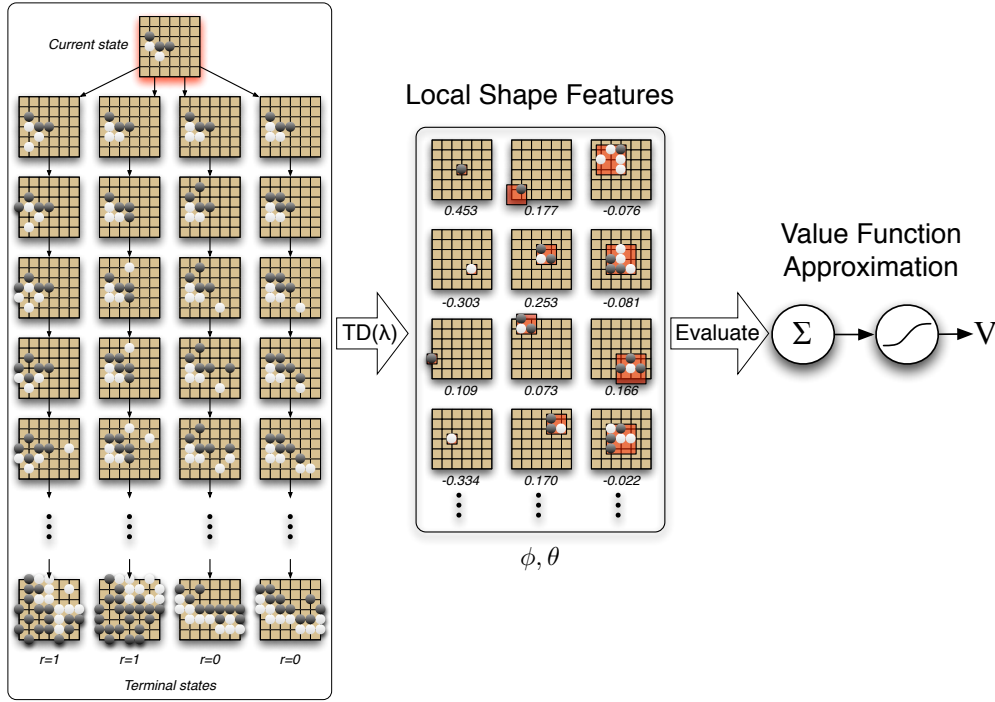 Current state
r=1
r=1
r=0
r=0
Terminal states
TD(λ)
Local Shape Features
0.453
0.177
-0.076
-0.303
0.253
-0.081
0.109
0.073
0.166
-0.334
0.170
-0.022
ϕ, θ
Evaluate
Value Function
Approximation
Σ
V